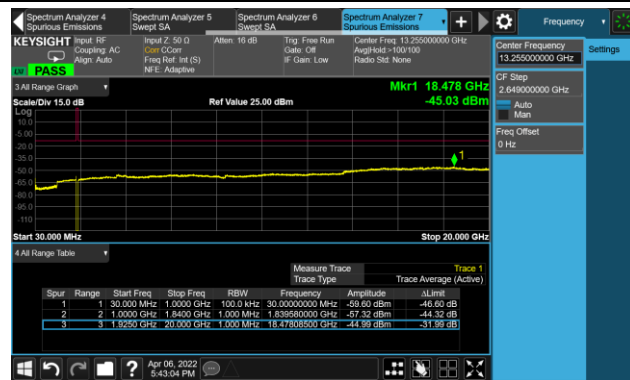 Spectrum Analyzer 4
Spurious Emissions
Spectrum Analyzer 5
Swept SA
Spectrum Analyzer 6
Swept SA
Spectrum Analyzer 7
Spurious Emissions
+
Frequency
KEYSIGHT
Input: RF
Coupling: AC
Align: Auto
Input Z: 50 Ω
Corr CCorr
Freq Ref: Int (S)
NFE: Adaptive
Atten: 16 dB
Trig: Free Run
Gate: Off
IF Gain: Low
Center Freq: 13.255000000 GHz
Avg|Hold:>100/100
Radio Std: None
PASS
3 All Range Graph
Mkr1 18.478 GHz
Scale/Div 15.0 dB
Ref Value 25.00 dBm
-45.03 dBm
Log
10.0
-5.00
-20.0
-35.0
-50.0
-65.0
-80.0
-95.0
-110
1
Start 30.000 MHz
Stop 20.000 GHz
4 All Range Table
Measure Trace Trace 1
Trace Type Trace Average (Active)
Spur Range Start Freq Stop Freq RBW Frequency Amplitude ΔLimit
1 1 30.000 MHz 1.0000 GHz 100.0 kHz 30.00000000 MHz -59.60 dBm -46.60 dB
2 2 1.0000 GHz 1.8400 GHz 1.000 MHz 1.839580000 GHz -57.32 dBm -44.32 dB
3 3 1.9250 GHz 20.000 GHz 1.000 MHz 18.47808500 GHz -44.99 dBm -31.99 dB
Center Frequency
13.255000000 GHz
Settings
CF Step
2.649000000 GHz
Auto
Man
Freq Offset
0 Hz
?
Apr 06, 2022
5:43:04 PM